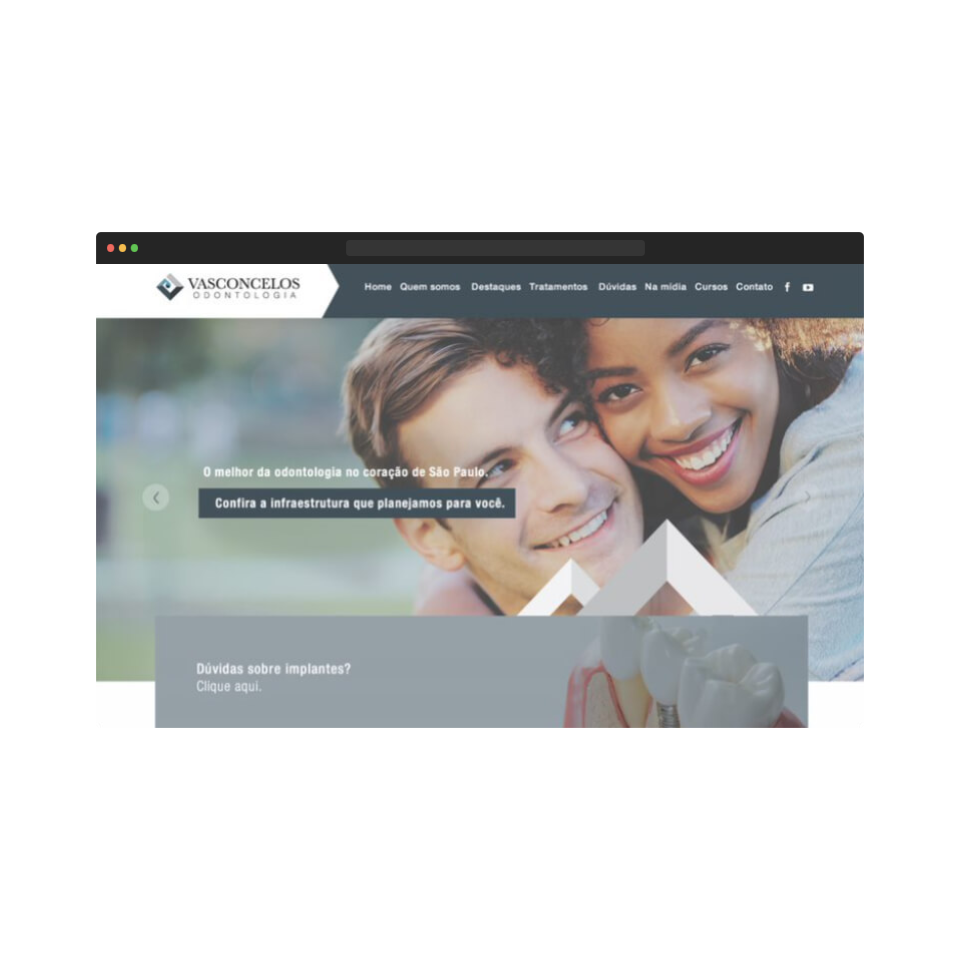 VASCONCELOS
ODONTOLOGIA
Home Quem somos Destaques Tratamentos Dúvidas Na mídia Cursos Contato
O melhor da odontologia no coração de São Paulo.
Confira a infraestrutura que planejamos para você.
Dúvidas sobre implantes?
Clique aqui.